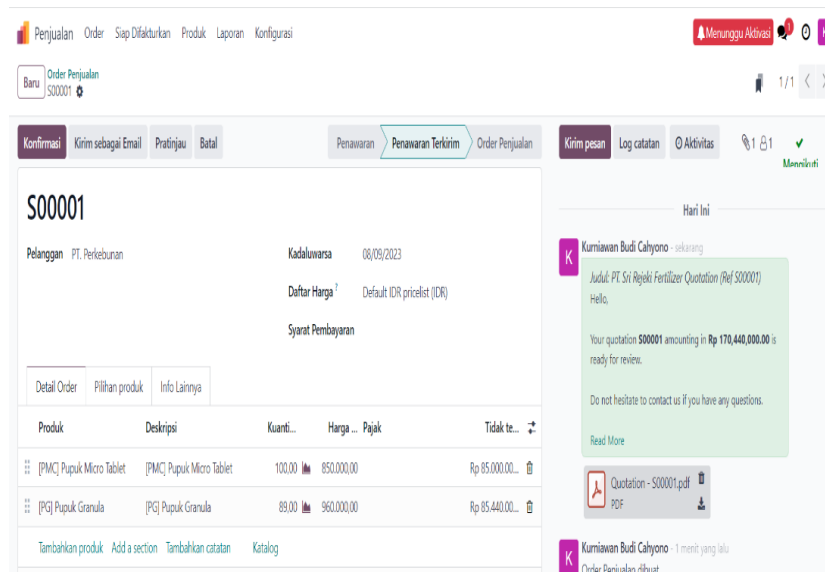 Penjualan Order Siap Difakturkan Produk Laporan Konfigurasi
Menunggu Aktivasi 1
Baru Order Penjualan
S00001
1/1
Konfirmasi Kirim sebagai Email Pratinjau Batal
Penawaran Penawaran Terkirim Order Penjualan
Kirim pesan Log catatan Aktivitas 1 1
Mengikuti
S00001
Pelanggan PT. Perkebunan
Kadaluwarsa 08/09/2023
Daftar Harga ? Default IDR pricelist (IDR)
Syarat Pembayaran
Detail Order Pilihan produk Info Lainnya
Produk Deskripsi Kuanti... Harga ... Pajak Tidak te...
[PMC] Pupuk Micro Tablet [PMC] Pupuk Micro Tablet 100,00 850.000,00 Rp 85.000.00...
[PG] Pupuk Granula [PG] Pupuk Granula 89,00 960.000,00 Rp 85.440.00...
Tambahkan produk Add a section Tambahkan catatan Katalog
Hari Ini
K
Kurniawan Budi Cahyono - sekarang
Judul: PT. Sri Rejeki Fertilizer Quotation (Ref S00001)
Hello,
Your quotation S00001 amounting in Rp 170,440,000.00 is
ready for review.
Do not hesitate to contact us if you have any questions.
Read More
Quotation - S00001.pdf
PDF
K
Kurniawan Budi Cahyono - 1 menit yang lalu
Order Penjualan dibuat